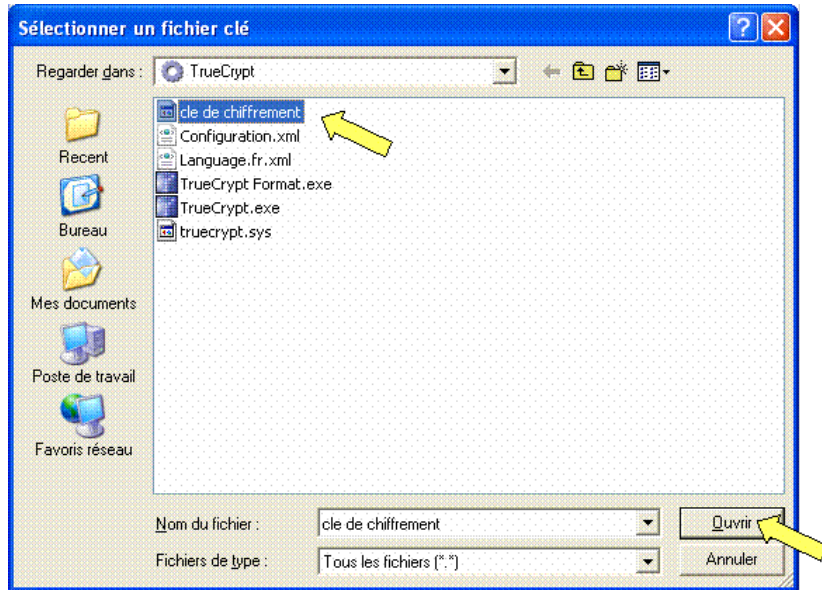 Sélectionner un fichier clé
Regarder dans : TrueCrypt
cle de chiffrement
Configuration.xml
Language.fr.xml
TrueCrypt Format.exe
TrueCrypt.exe
truecrypt.sys
Recent
Bureau
Mes documents
Poste de travail
Favoris réseau
Nom du fichier : cle de chiffrement Ouvrir
Fichiers de type : Tous les fichiers (*.*) Annuler